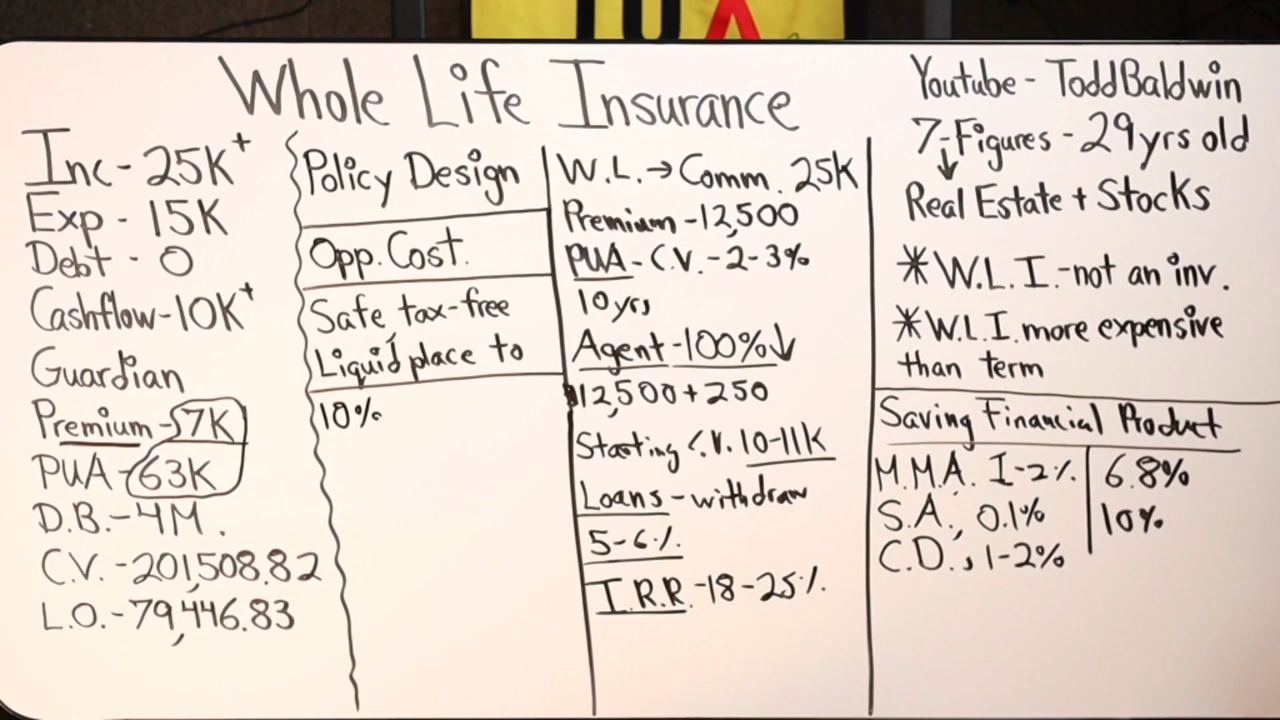 Whole Life Insurance
Inc - 25K+
Exp - 15K
Debt - 0
Cashflow - 10K+
Guardian
Premium - 7K
PUA - 63K
D.B. - 4M.
C.V. - 201,508.82
L.O. - 79,446.83
Policy Design
Opp. Cost.
Safe, tax-free
Liquid place to
10%
W.L. → Comm. 25K
Premium - 12,500
PUA - C.V. - 2-3%
10 yrs
Agent - 100% ↓
12,500 + 250
Starting C.V. 10-11K
Loans - withdraw
5-6%
I.R.R. - 18-25%
Youtube - ToddBaldwin
7-Figures - 29yrs old
↓
Real Estate + Stocks
* W.L.I. - not an inv.
* W.L.I. more expensive
than term
Saving Financial Product
M.M.A. 1-2% 6.8%
S.A., 0.1% 10%
C.D., 1-2%